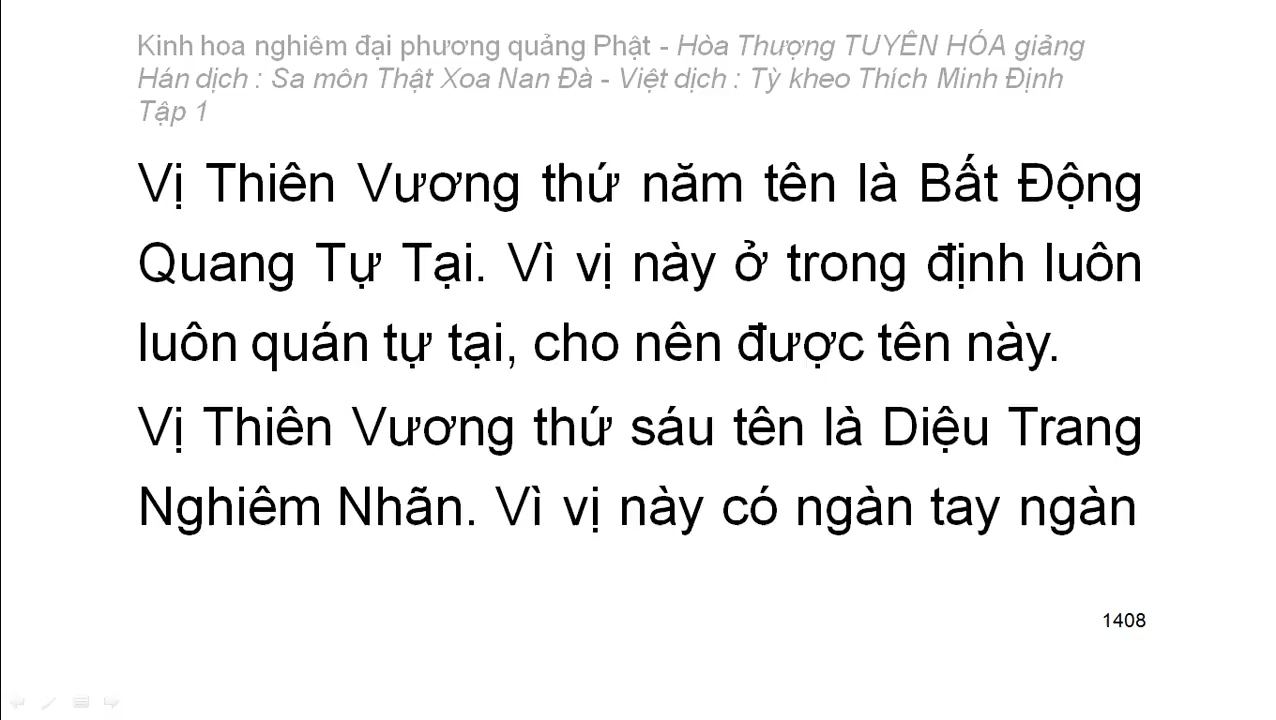 Kinh hoa nghiêm đại phương quảng Phật - Hòa Thượng TUYÊN HÓA giảng
Hán dịch : Sa môn Thật Xoa Nan Đà - Việt dịch : Tỳ kheo Thích Minh Định
Tập 1
Vị Thiên Vương thứ năm tên là Bất Động
Quang Tự Tại. Vì vị này ở trong định luôn
luôn quán tự tại, cho nên được tên này.
Vị Thiên Vương thứ sáu tên là Diệu Trang
Nghiêm Nhãn. Vì vị này có ngàn tay ngàn
1408